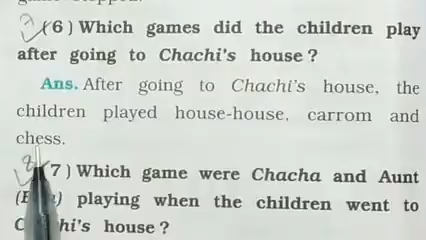 (6) Which games did the children play
after going to Chachi's house?
Ans. After going to Chachi's house, the
children played house-house, carrom and
chess.
(7) Which game were Chacha and Aunt
playing when the children went to
house?